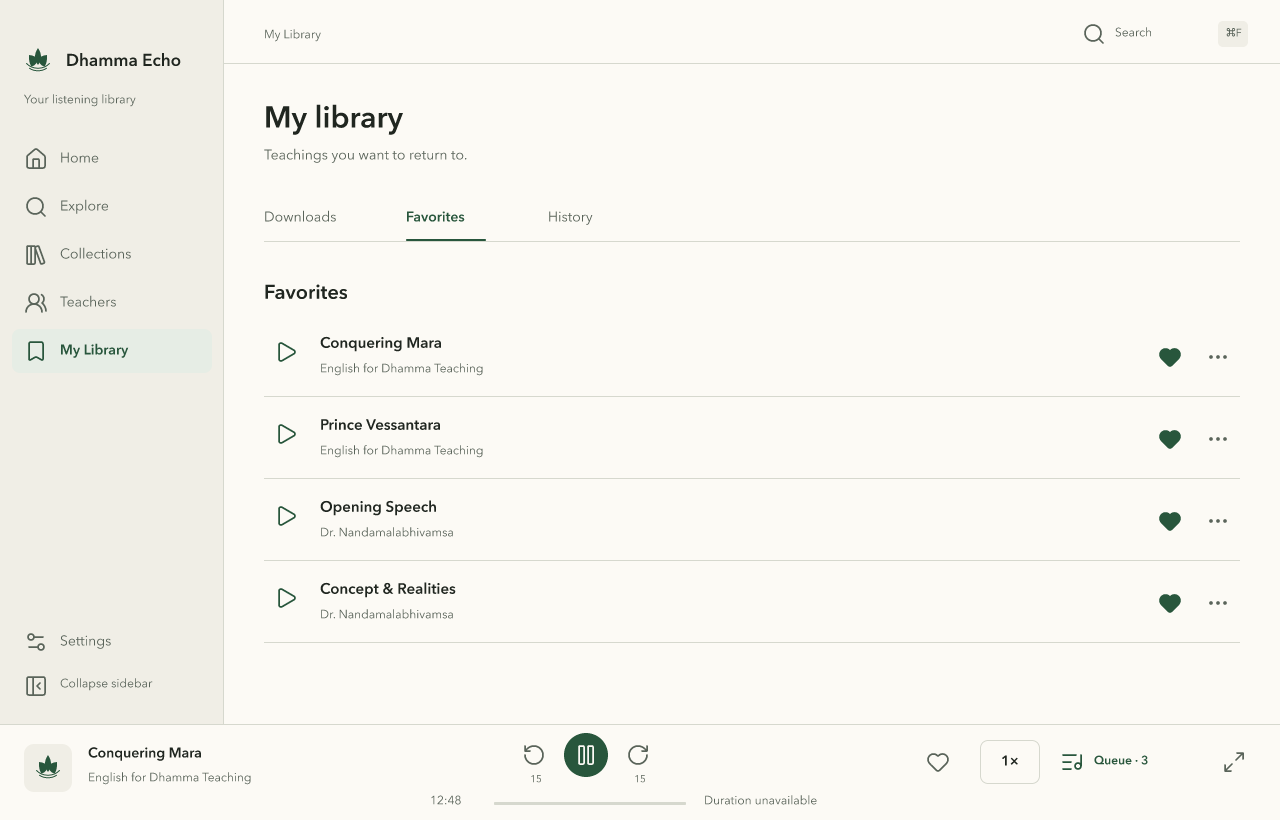 Dhamma Echo
Your listening library
Home
Explore
Collections
Teachers
My Library
Settings
Collapse sidebar
My Library
Search
⌘F
My library
Teachings you want to return to.
Downloads
Favorites
History
Favorites
Conquering Mara
English for Dhamma Teaching
Prince Vessantara
English for Dhamma Teaching
Opening Speech
Dr. Nandamalabhivamsa
Concept & Realities
Dr. Nandamalabhivamsa
Conquering Mara
English for Dhamma Teaching
15
15
12:48
Duration unavailable
1×
Queue · 3